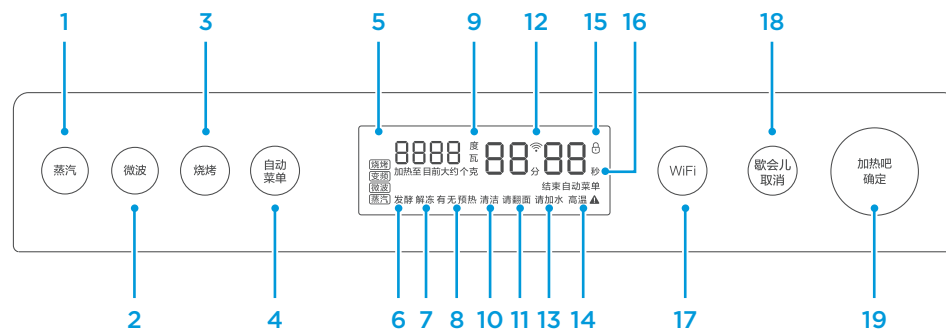 1 3 5 9 12 15 16 18
蒸汽
微波
烧烤
自动
菜单
烧烤
变频
微波
蒸汽
8888 度
瓦
88 分 88 秒
加热至目前大约个克
结束自动菜单
发酵 解冻 有无预热 清洁 请翻面 请加水 高温
WiFi
歇会儿
取消
加热吧
确定
2 4 6 7 8 10 11 13 14 17 19